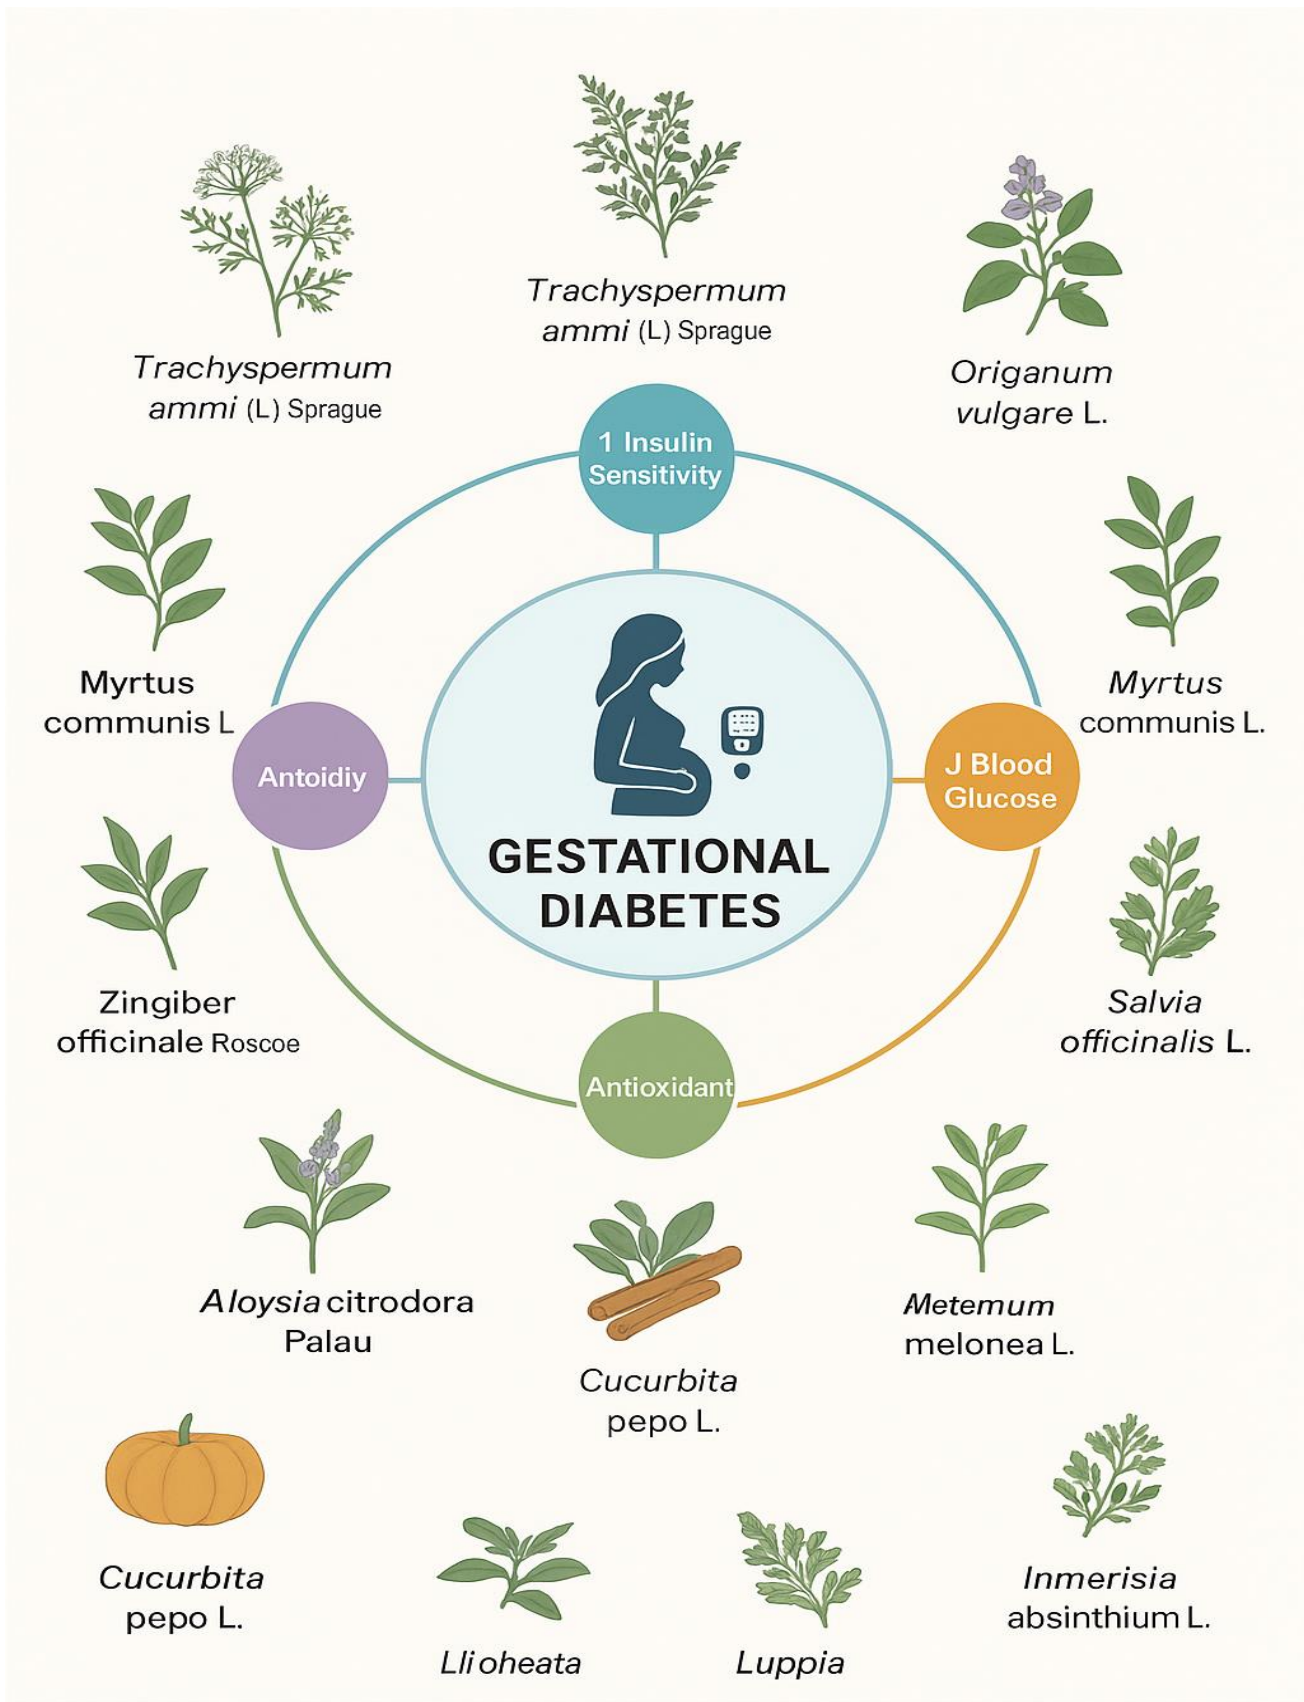 Trachyspermum
ammi (L) Sprague
Trachyspermum
ammi (L) Sprague
Origanum
vulgare L.
1 Insulin
Sensitivity
Myrtus
communis L
Myrtus
communis L.
Antoidiy
J Blood
Glucose
GESTATIONAL
DIABETES
Zingiber
officinale Roscoe
Salvia
officinalis L.
Antioxidant
Aloysia citrodora
Palau
Cucurbita
pepo L.
Metemum
melonea L.
Cucurbita
pepo L.
Lli oheata
Luppia
Inmerisia
absinthium L.